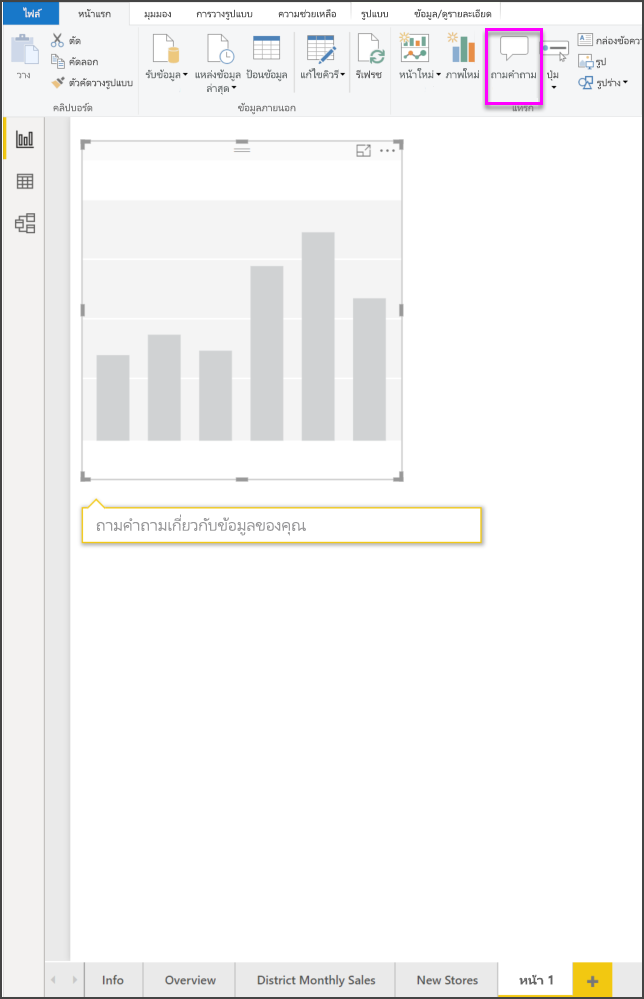 ไฟล์ หน้าแรก มุมมอง การวางรูปแบบ ความช่วยเหลือ รูปแบบ ข้อมูล/ดูรายละเอียด
วาง
ตัด
คัดลอก
ตัวคัดวางรูปแบบ
คลิปบอร์ด
รับข้อมูล
แหล่งข้อมูล
ล่าสุด
ป้อนข้อมูล
แก้ไขคิวรี
ข้อมูลภายนอก
รีเฟรช
หน้าใหม่
ภาพใหม่
ถามคำถาม
ปุ่ม
กล่องข้อคว
รูป
รูปร่าง
แทรก
ถามคำถามเกี่ยวกับข้อมูลของคุณ
Info Overview District Monthly Sales New Stores หน้า 1 +